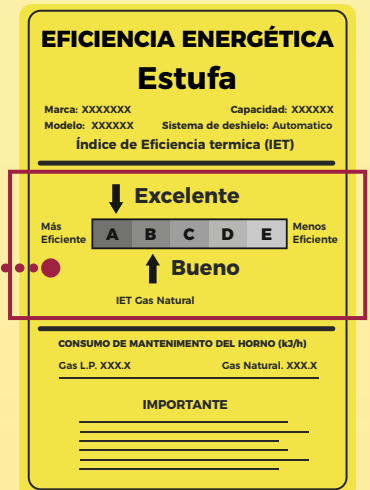 EFICIENCIA ENERGÉTICA
Estufa
Marca: XXXXXXX Capacidad: XXXXXX
Modelo: XXXXXX Sistema de deshielo: Automatico
Índice de Eficiencia termica (IET)
Excelente
Más Eficiente A B C D E Menos Eficiente
Bueno
IET Gas Natural
CONSUMO DE MANTENIMENTO DEL HORNO (kJ/h)
Gas L.P. XXX.X Gas Natural. XXX.X
IMPORTANTE